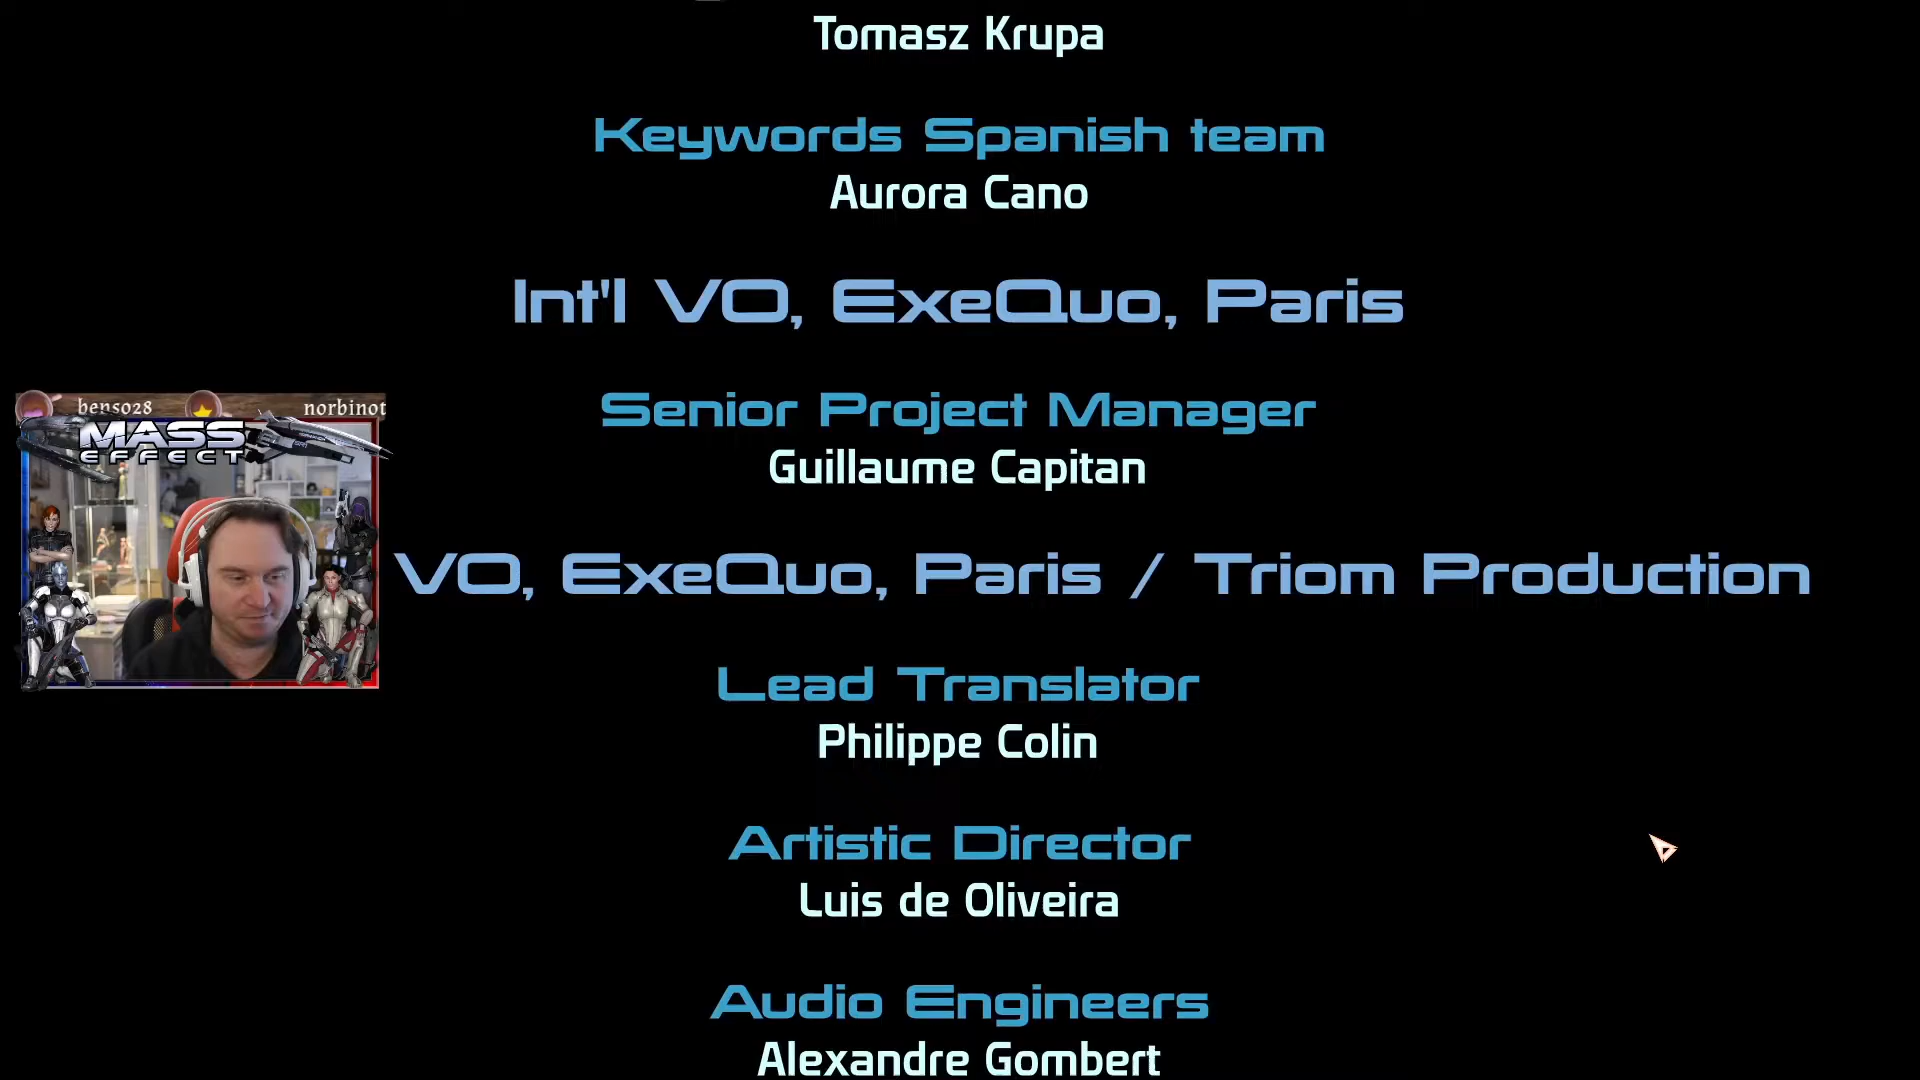 Tomasz Krupa
Keywords Spanish team
Aurora Cano
Int'l VO, ExeQuo, Paris
Senior Project Manager
Guillaume Capitan
benso28
norbinot
MASS
EFFECT
VO, ExeQuo, Paris / Triom Production
Lead Translator
Philippe Colin
Artistic Director
Luis de Oliveira
Audio Engineers
Alexandre Gombert